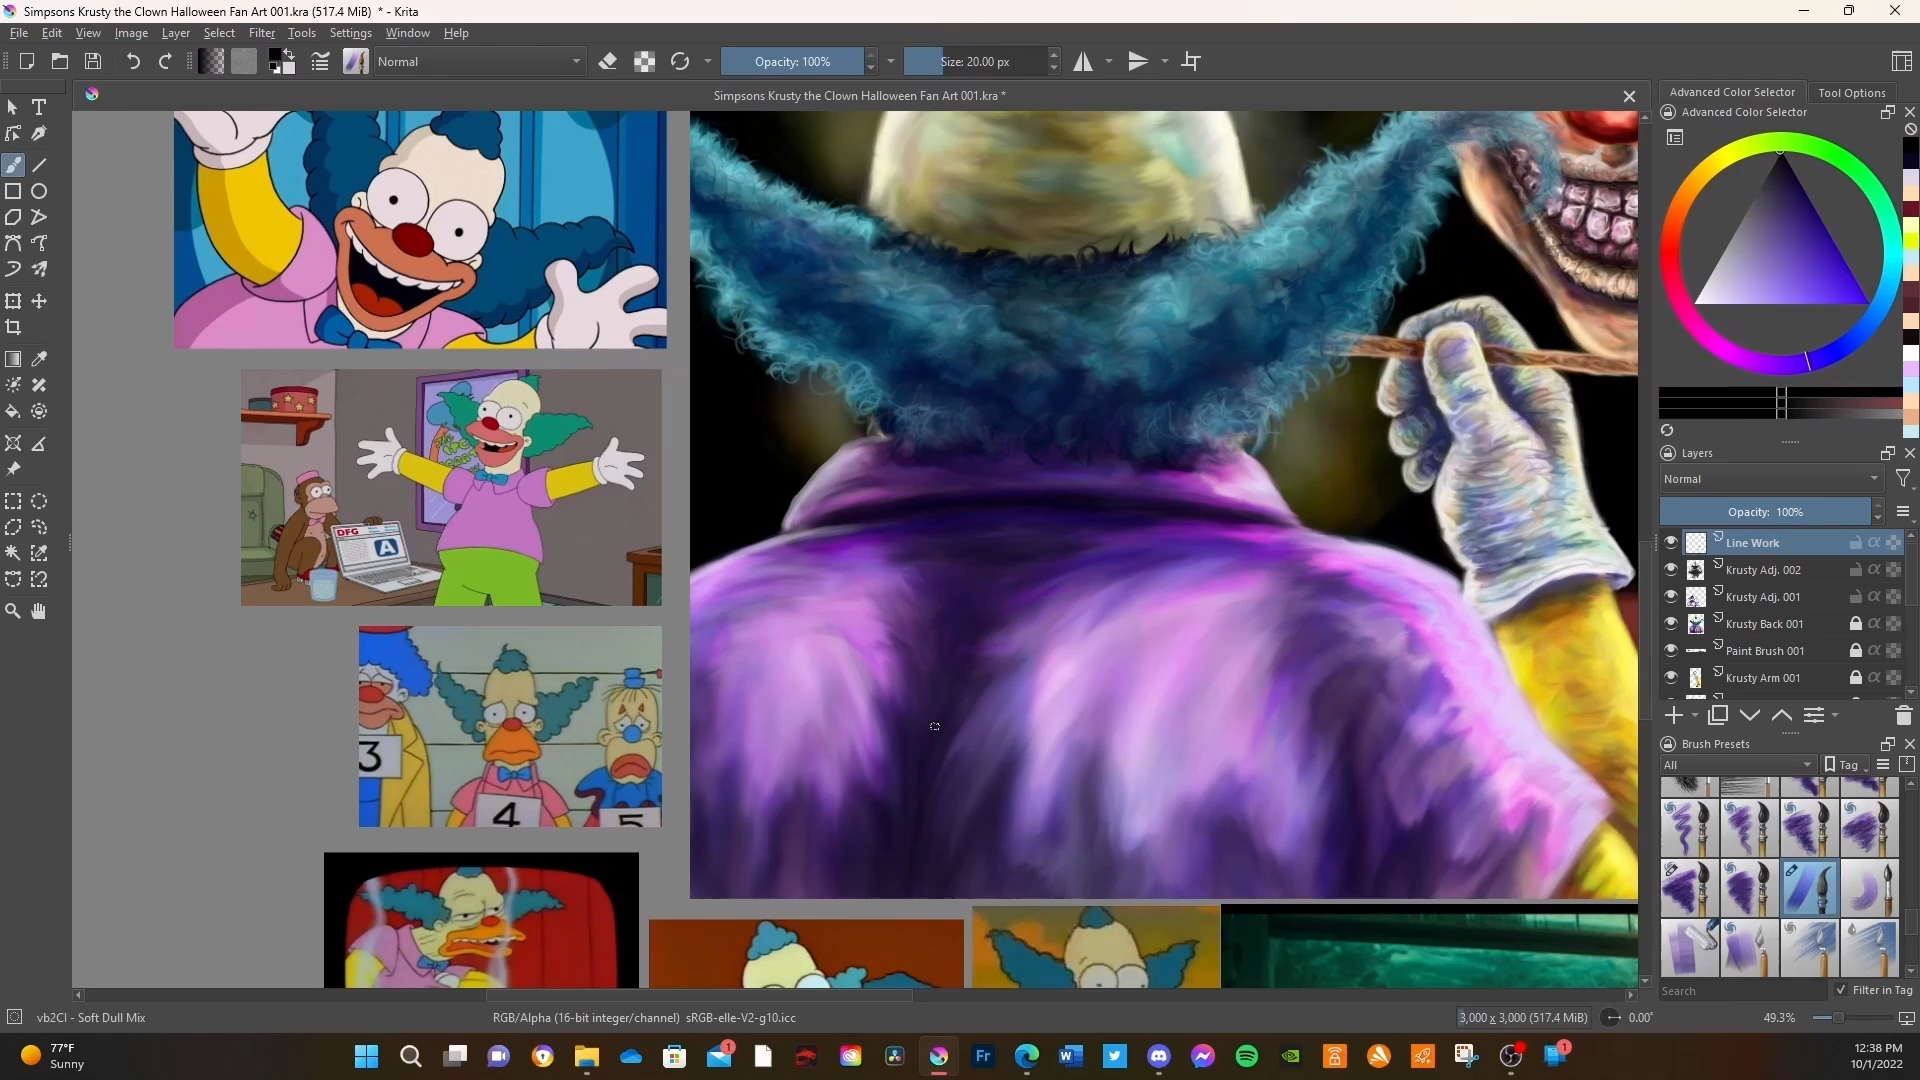 Simpsons Krusty the Clown Halloween Fan Art 001.kra (517.4 MiB) * - Krita
File Edit View Image Layer Select Filter Tools Settings Window Help
Normal
Opacity: 100%
Size: 20.00 px
Simpsons Krusty the Clown Halloween Fan Art 001.kra *
Advanced Color Selector
Tool Options
Advanced Color Selector
DFG
A
3
4
5
Layers
Normal
Opacity: 100%
Line Work
Krusty Adj. 002
Krusty Adj. 001
Krusty Back 001
Paint Brush 001
Krusty Arm 001
Brush Presets
All
Tag
Search
Filter in Tag
vb2CI - Soft Dull Mix
RGB/Alpha (16-bit integer/channel) sRGB-elle-V2-g10.icc
3,000 x 3,000 (517.4 MiB)
0.00°
49.3%
77°F
Sunny
1
Fr
W
1
12:38 PM
10/1/2022